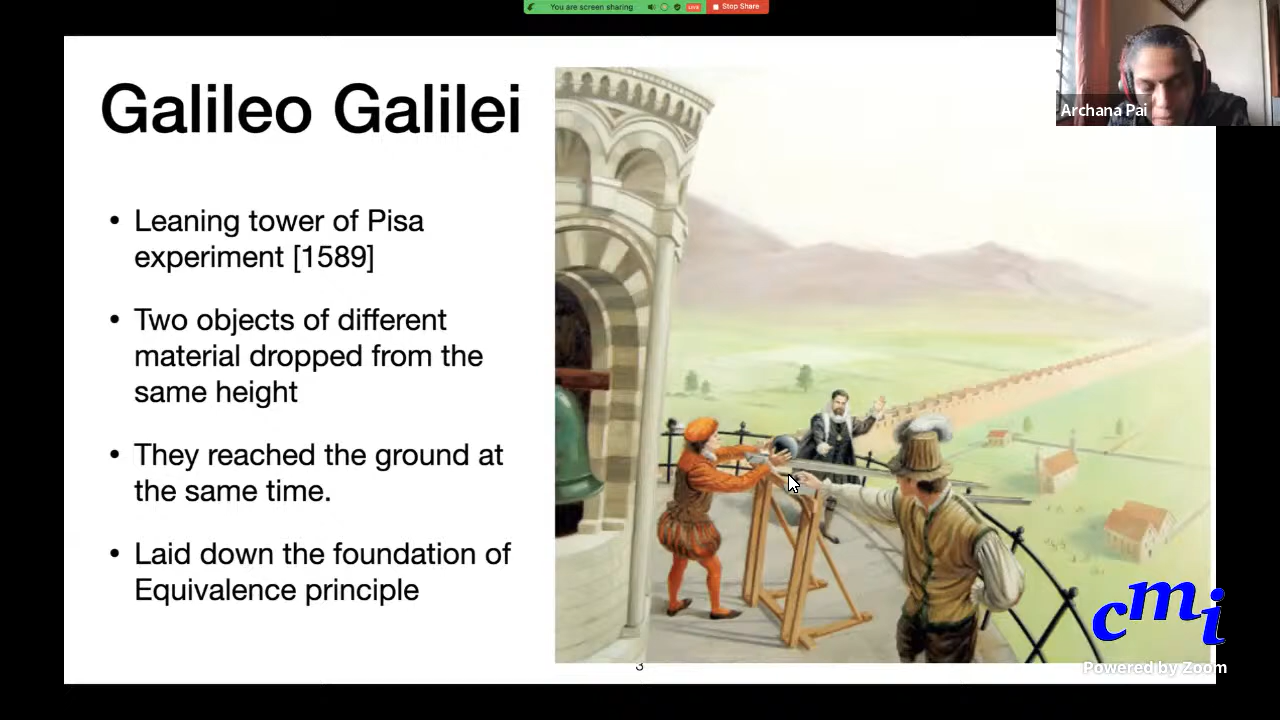 You are screen sharing
LIVE
Stop Share
Archana Pai
Galileo Galilei
• Leaning tower of Pisa
experiment [1589]
• Two objects of different
material dropped from the
same height
• They reached the ground at
the same time.
• Laid down the foundation of
Equivalence principle
3
cmi
Powered by Zoom